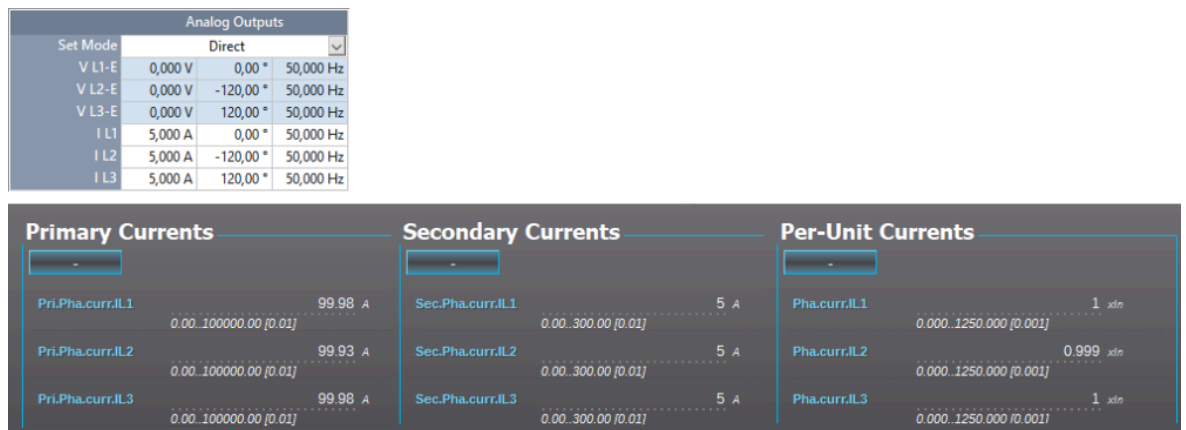 Analog Outputs
Set Mode Direct
V L1-E 0,000 V 0,00 ° 50,000 Hz
V L2-E 0,000 V -120,00 ° 50,000 Hz
V L3-E 0,000 V 120,00 ° 50,000 Hz
I L1 5,000 A 0,00 ° 50,000 Hz
I L2 5,000 A -120,00 ° 50,000 Hz
I L3 5,000 A 120,00 ° 50,000 Hz
Primary Currents
-
Pri.Pha.curr.IL1 99.98 A
0.00..100000.00 [0.01]
Pri.Pha.curr.IL2 99.93 A
0.00..100000.00 [0.01]
Pri.Pha.curr.IL3 99.98 A
0.00..100000.00 [0.01]
Secondary Currents
-
Sec.Pha.curr.IL1 5 A
0.00..300.00 [0.01]
Sec.Pha.curr.IL2 5 A
0.00..300.00 [0.01]
Sec.Pha.curr.IL3 5 A
0.00..300.00 [0.01]
Per-Unit Currents
-
Pha.curr.IL1 1 xIn
0.000..1250.000 [0.001]
Pha.curr.IL2 0.999 xIn
0.000..1250.000 [0.001]
Pha.curr.IL3 1 xIn
0.000..1250.000 [0.001]